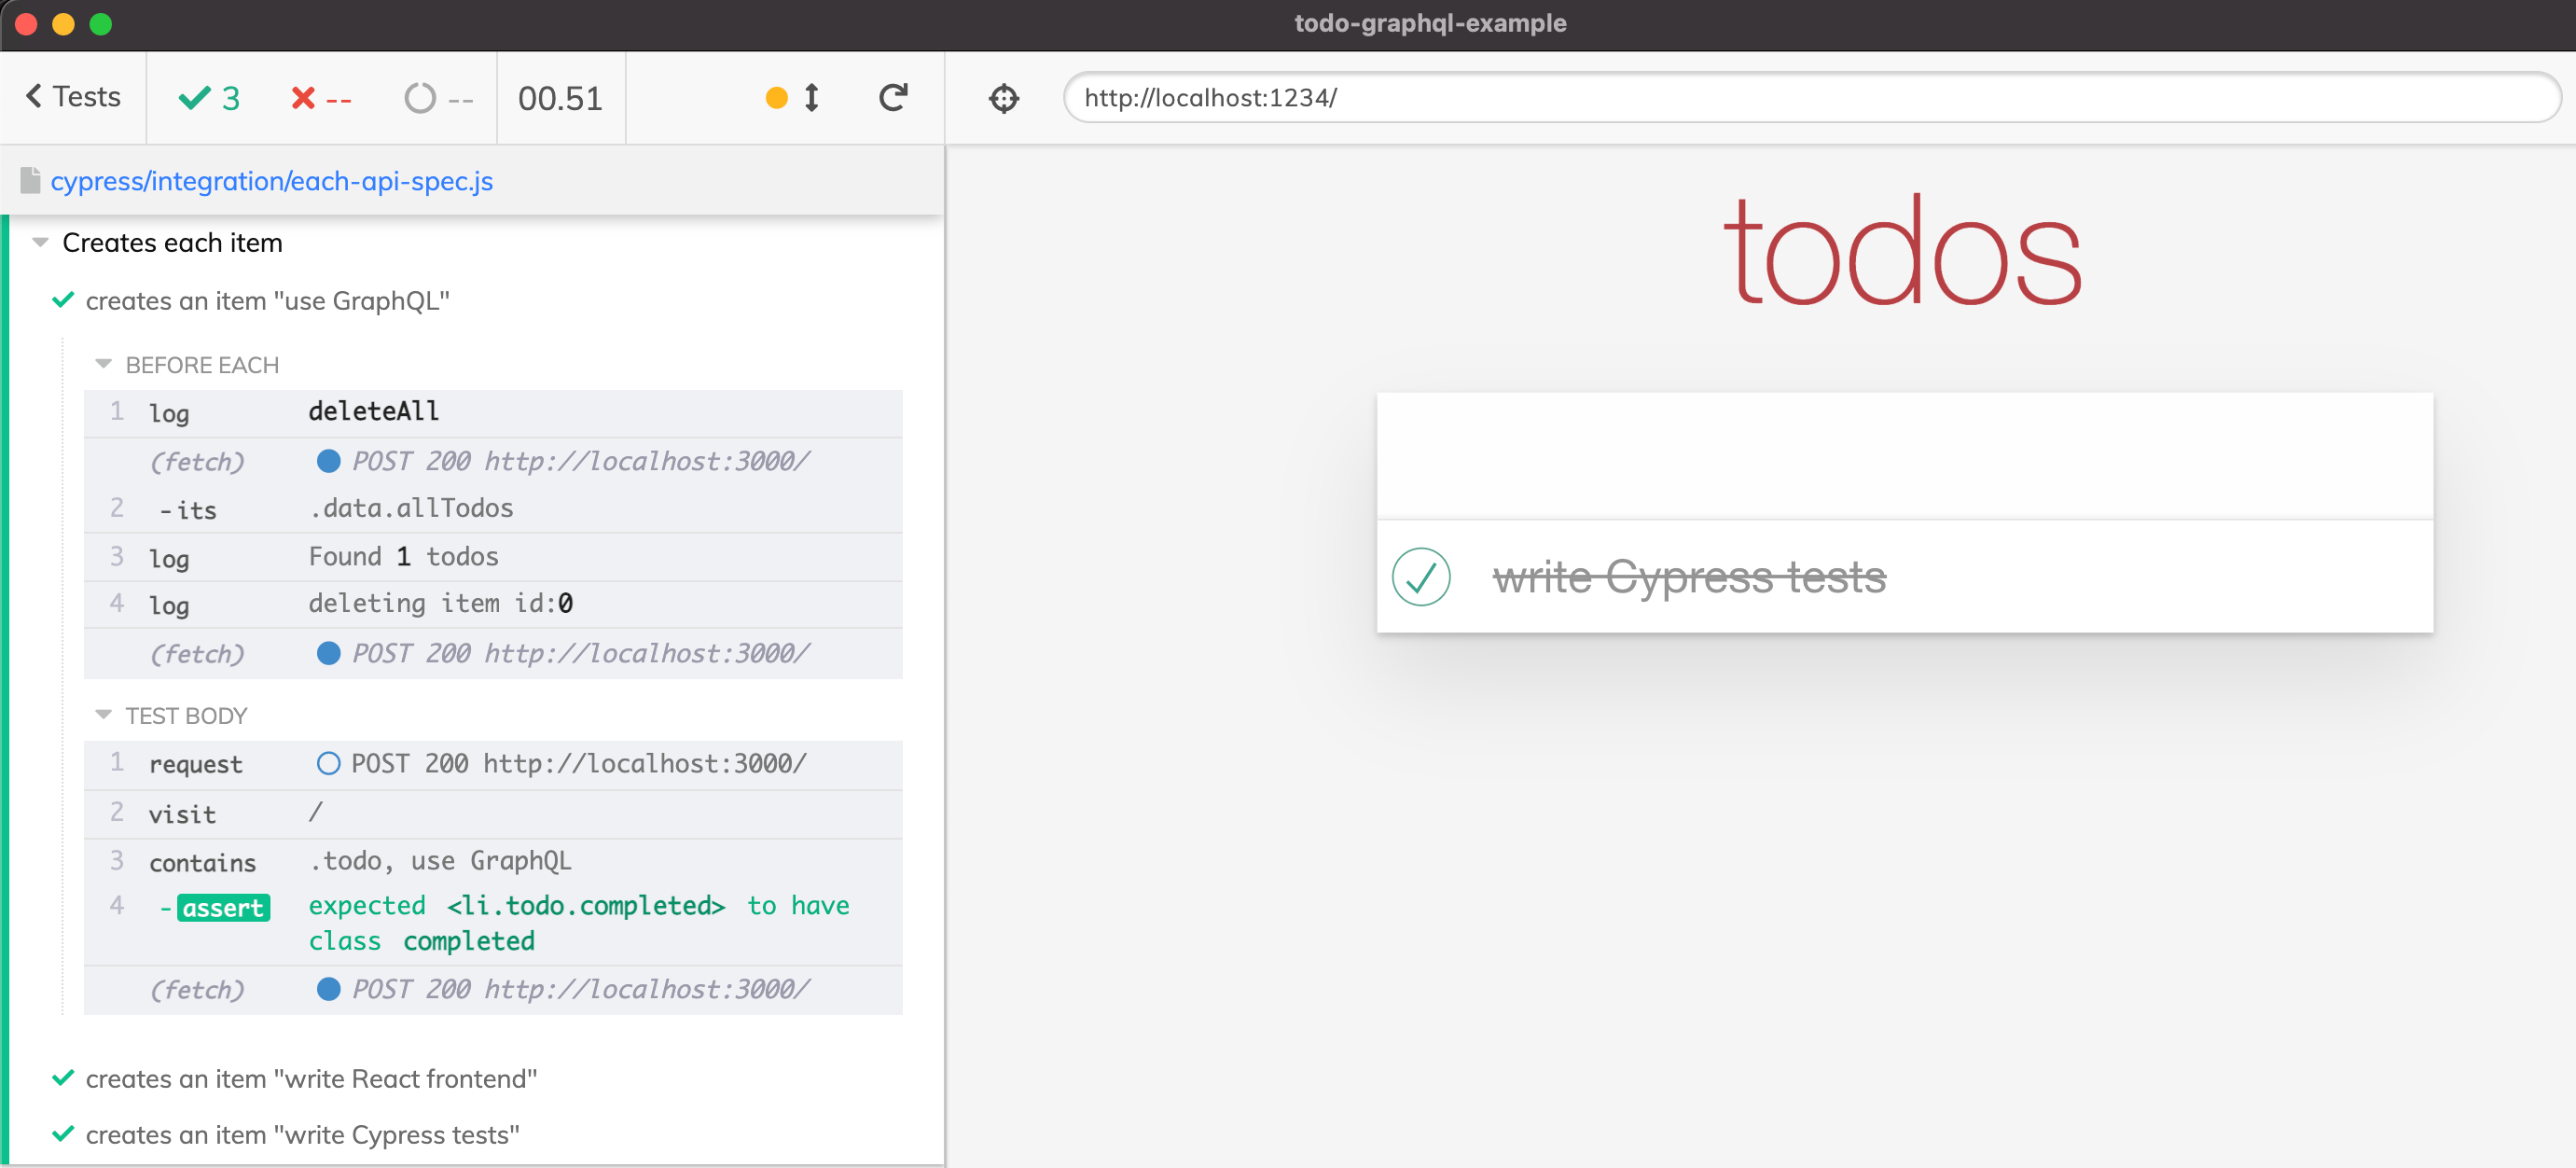 todo-graphql-example
Tests 3 -- -- 00.51
http://localhost:1234/
cypress/integration/each-api-spec.js
Creates each item
creates an item "use GraphQL"
BEFORE EACH
1 log deleteAll
(fetch) POST 200 http://localhost:3000/
2 -its .data.allTodos
3 log Found 1 todos
4 log deleting item id:0
(fetch) POST 200 http://localhost:3000/
TEST BODY
1 request POST 200 http://localhost:3000/
2 visit /
3 contains .todo, use GraphQL
4 -assert expected <li.todo.completed> to have
class completed
(fetch) POST 200 http://localhost:3000/
creates an item "write React frontend"
creates an item "write Cypress tests"
todos
write Cypress tests